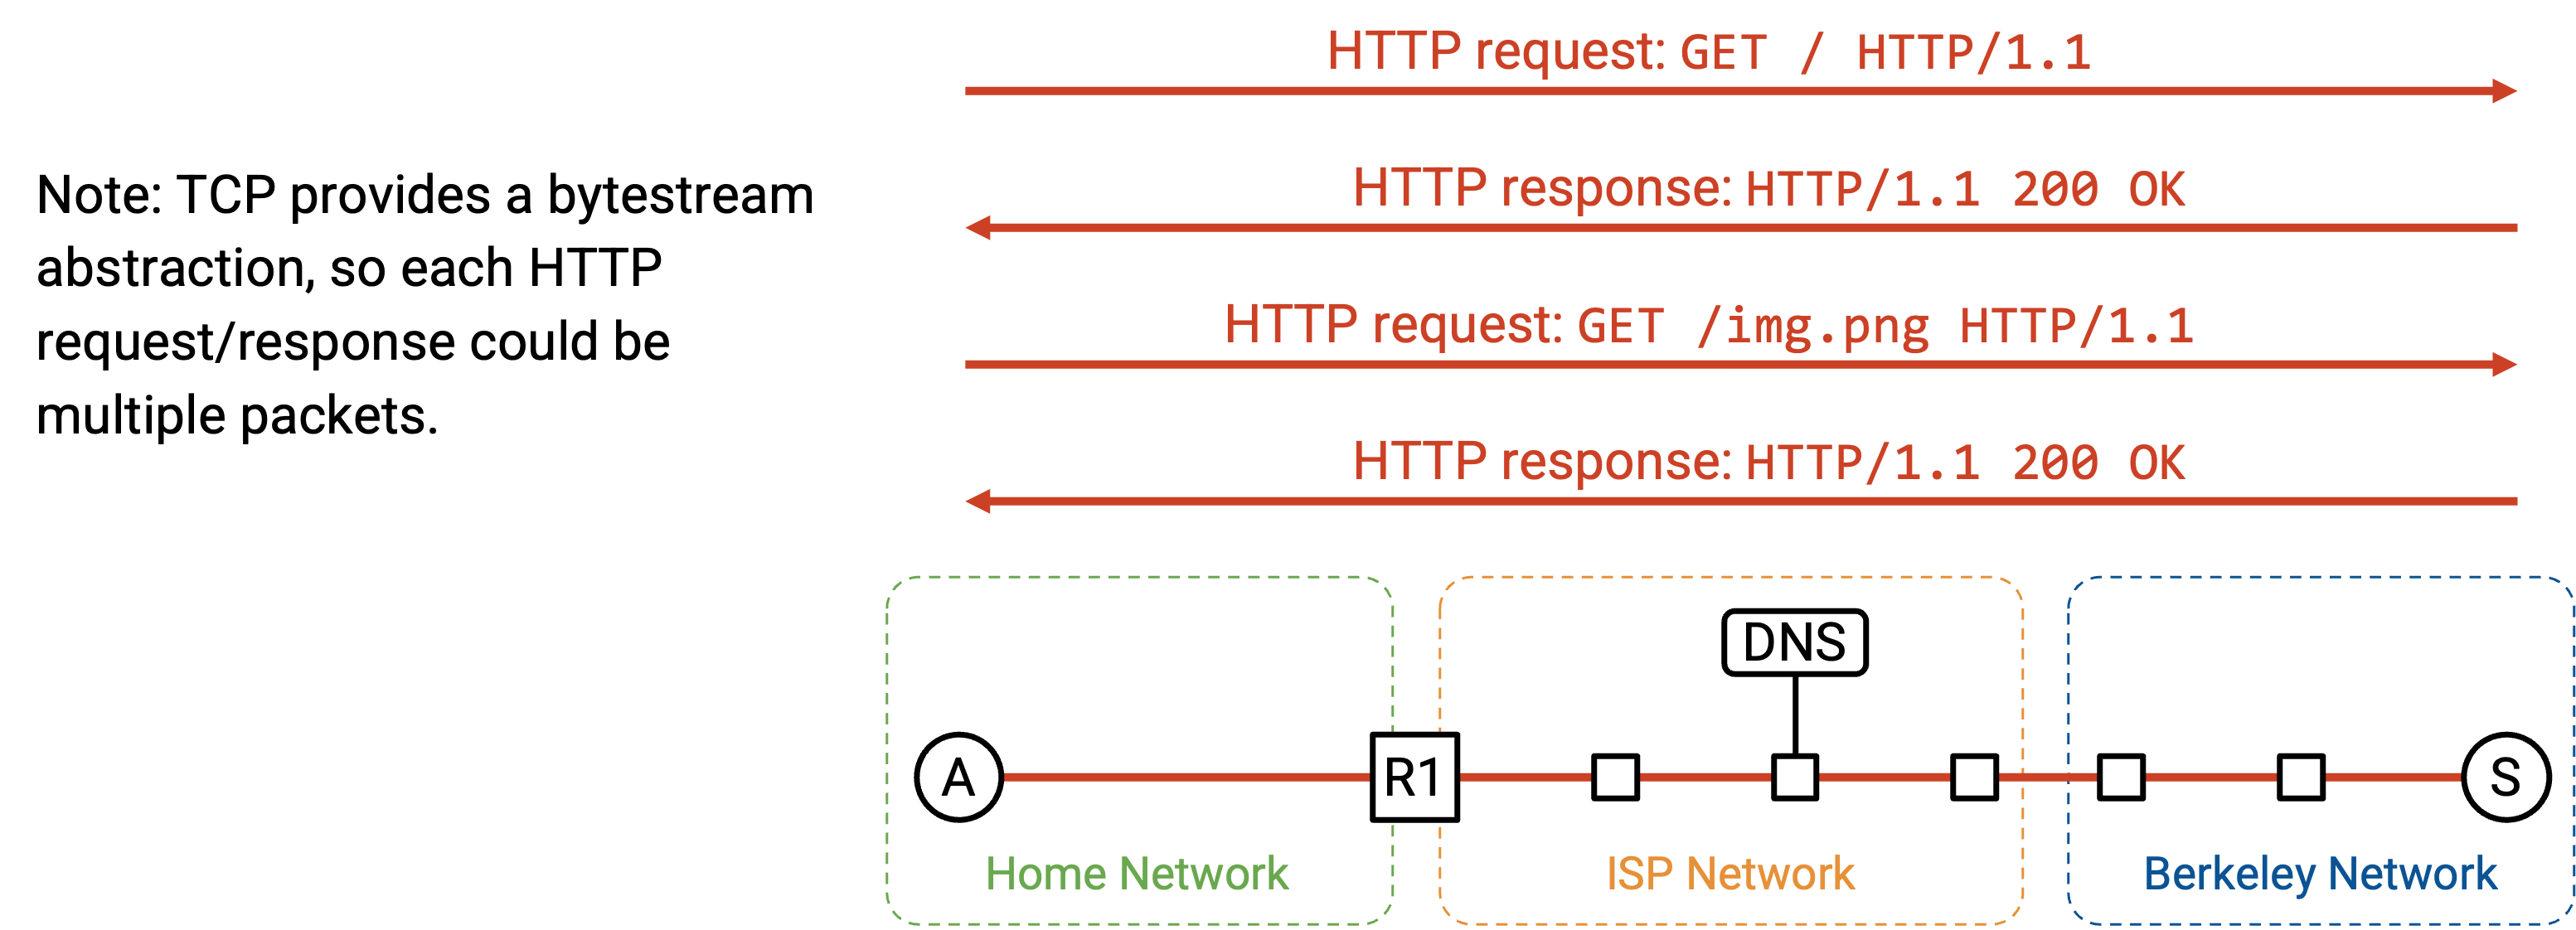 HTTP request: GET / HTTP/1.1
Note: TCP provides a bytestream
abstraction, so each HTTP
request/response could be
multiple packets.
HTTP response: HTTP/1.1 200 OK
HTTP request: GET /img.png HTTP/1.1
HTTP response: HTTP/1.1 200 OK
DNS
A
R1
S
Home Network
ISP Network
Berkeley Network